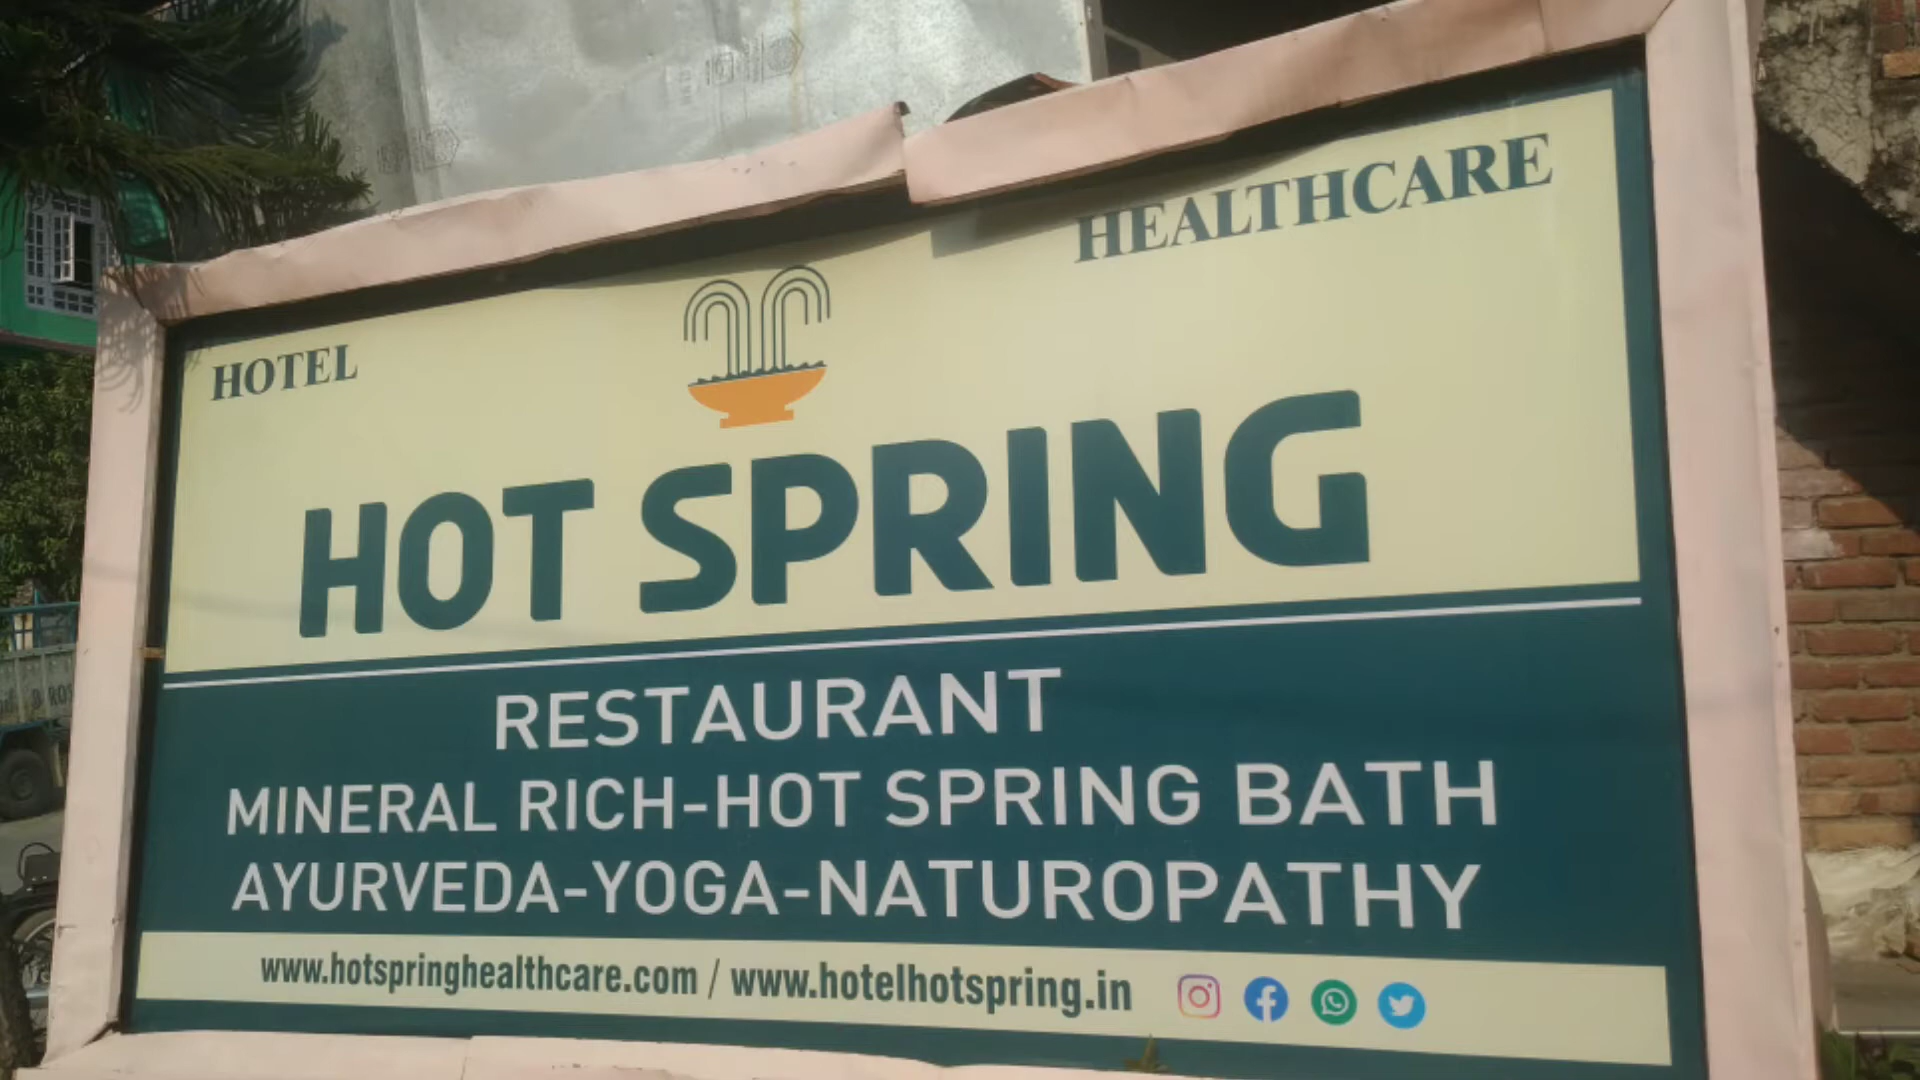 HOTEL
HEALTHCARE
HOT SPRING
RESTAURANT
MINERAL RICH-HOT SPRING BATH
AYURVEDA-YOGA-NATUROPATHY
www.hotspringhealthcare.com / www.hotelhotspring.in